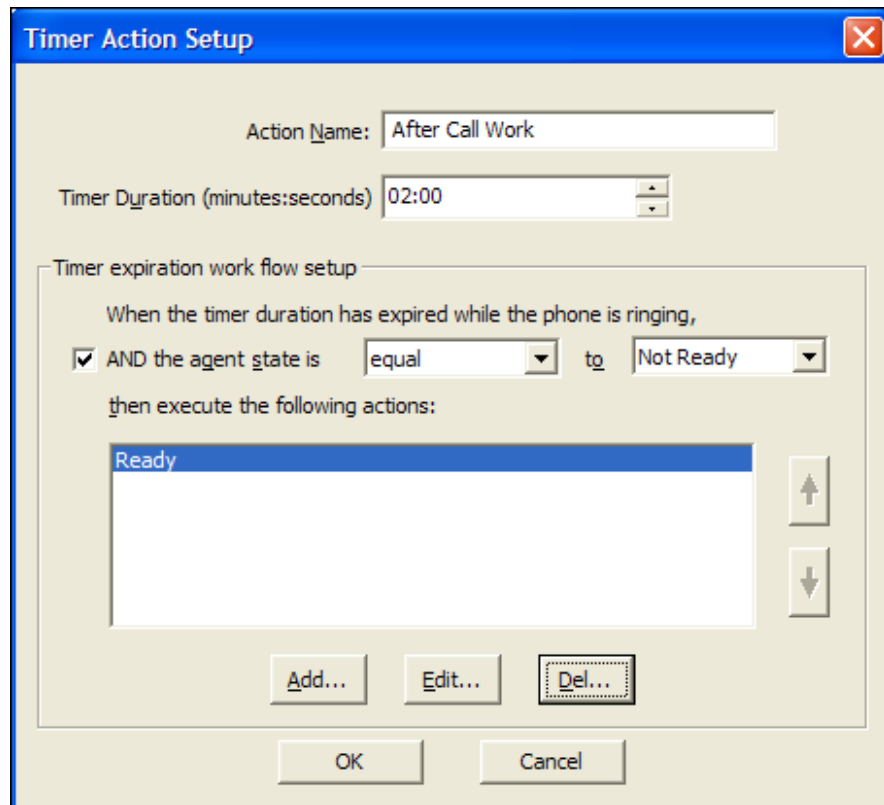 Timer Action Setup
Action Name: After Call Work
Timer Duration (minutes:seconds) 02:00
Timer expiration work flow setup
When the timer duration has expired while the phone is ringing,
AND the agent state is equal to Not Ready
then execute the following actions:
Ready
Add... Edit... Del...
OK Cancel